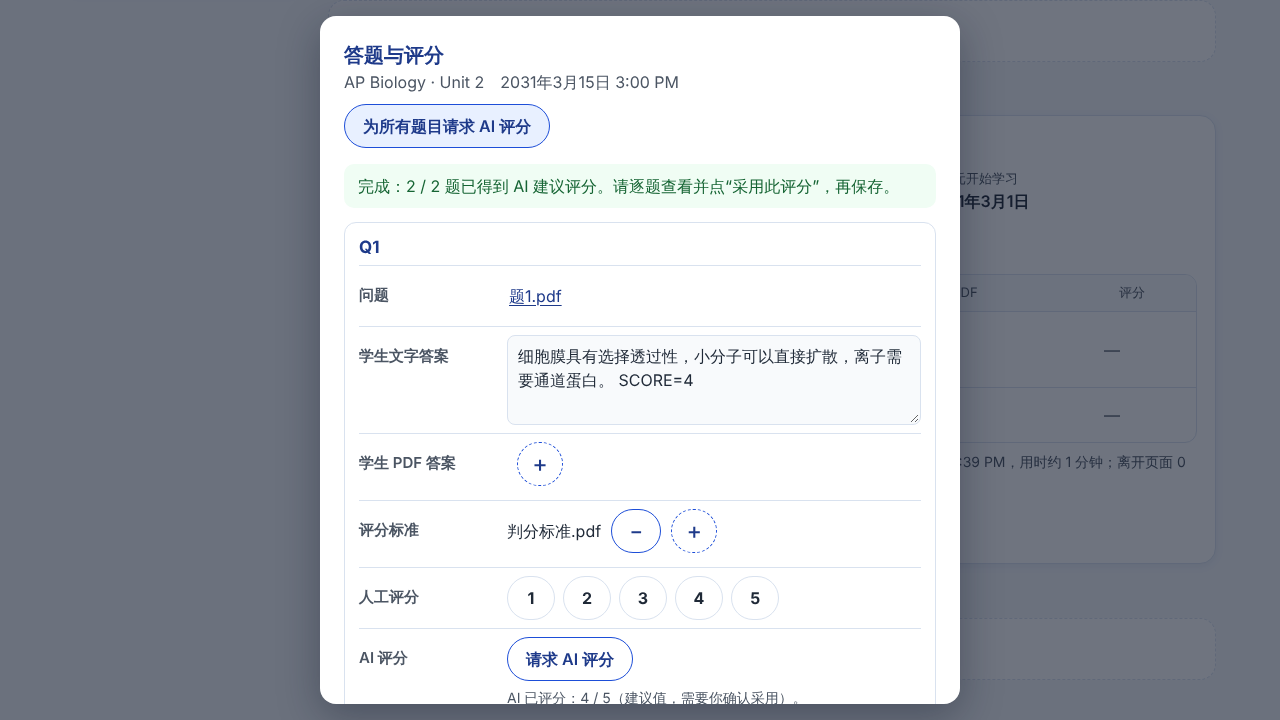 答题与评分
AP Biology · Unit 2 2031年3月15日 3:00 PM
为所有题目请求 AI 评分
完成：2 / 2 题已得到 AI 建议评分。请逐题查看并点“采用此评分”，再保存。
Q1
问题
题1.pdf
学生文字答案
细胞膜具有选择透过性，小分子可以直接扩散，离子需
要通道蛋白。 SCORE=4
学生 PDF 答案
+
评分标准
判分标准.pdf − +
人工评分
1 2 3 4 5
AI 评分
请求 AI 评分
AI 已评分：4 / 5（建议值，需要你确认采用）。
开始学习
年3月1日
DF
评分
—
—
:39 PM，用时约 1 分钟；离开页面 0